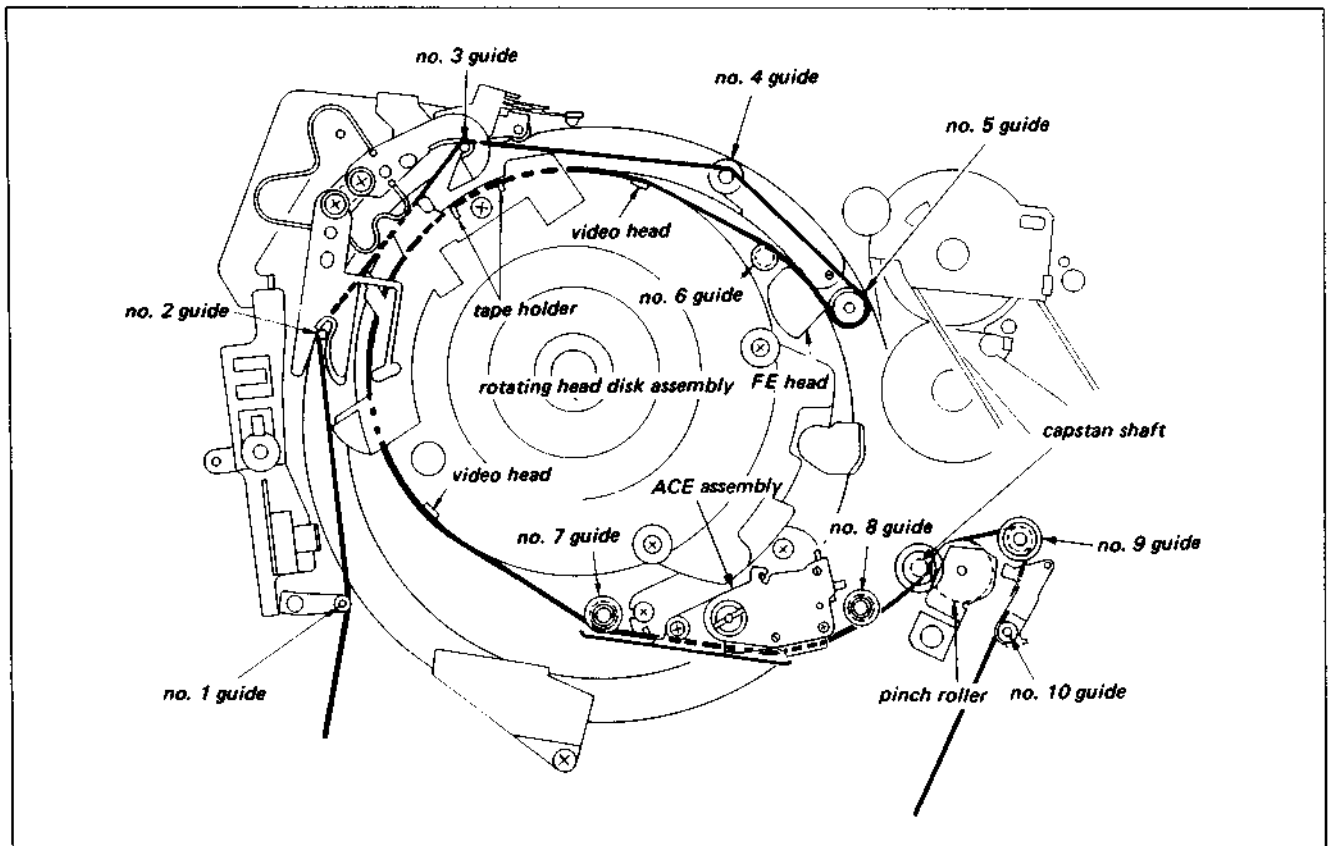 no. 3 guide
no. 4 guide
no. 5 guide
video head
no. 6 guide
no. 2 guide
tape holder
rotating head disk assembly
FE head
capstan shaft
video head
ACE assembly
no. 7 guide
no. 8 guide
no. 9 guide
no. 1 guide
pinch roller
no. 10 guide